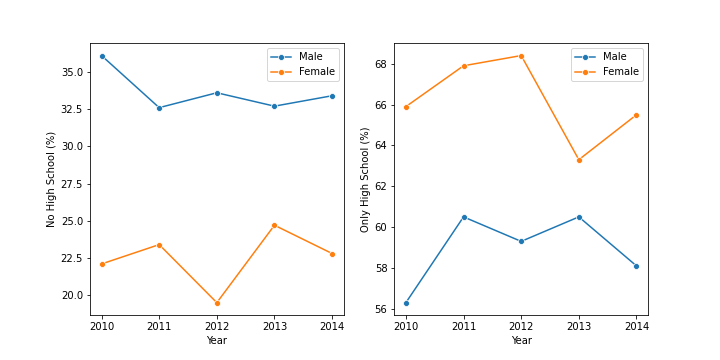 No High School (%)
35.0
32.5
30.0
27.5
25.0
22.5
20.0
2010 2011 2012 2013 2014
Year
Male
Female
Only High School (%)
68
66
64
62
60
58
56
2010 2011 2012 2013 2014
Year
Male
Female